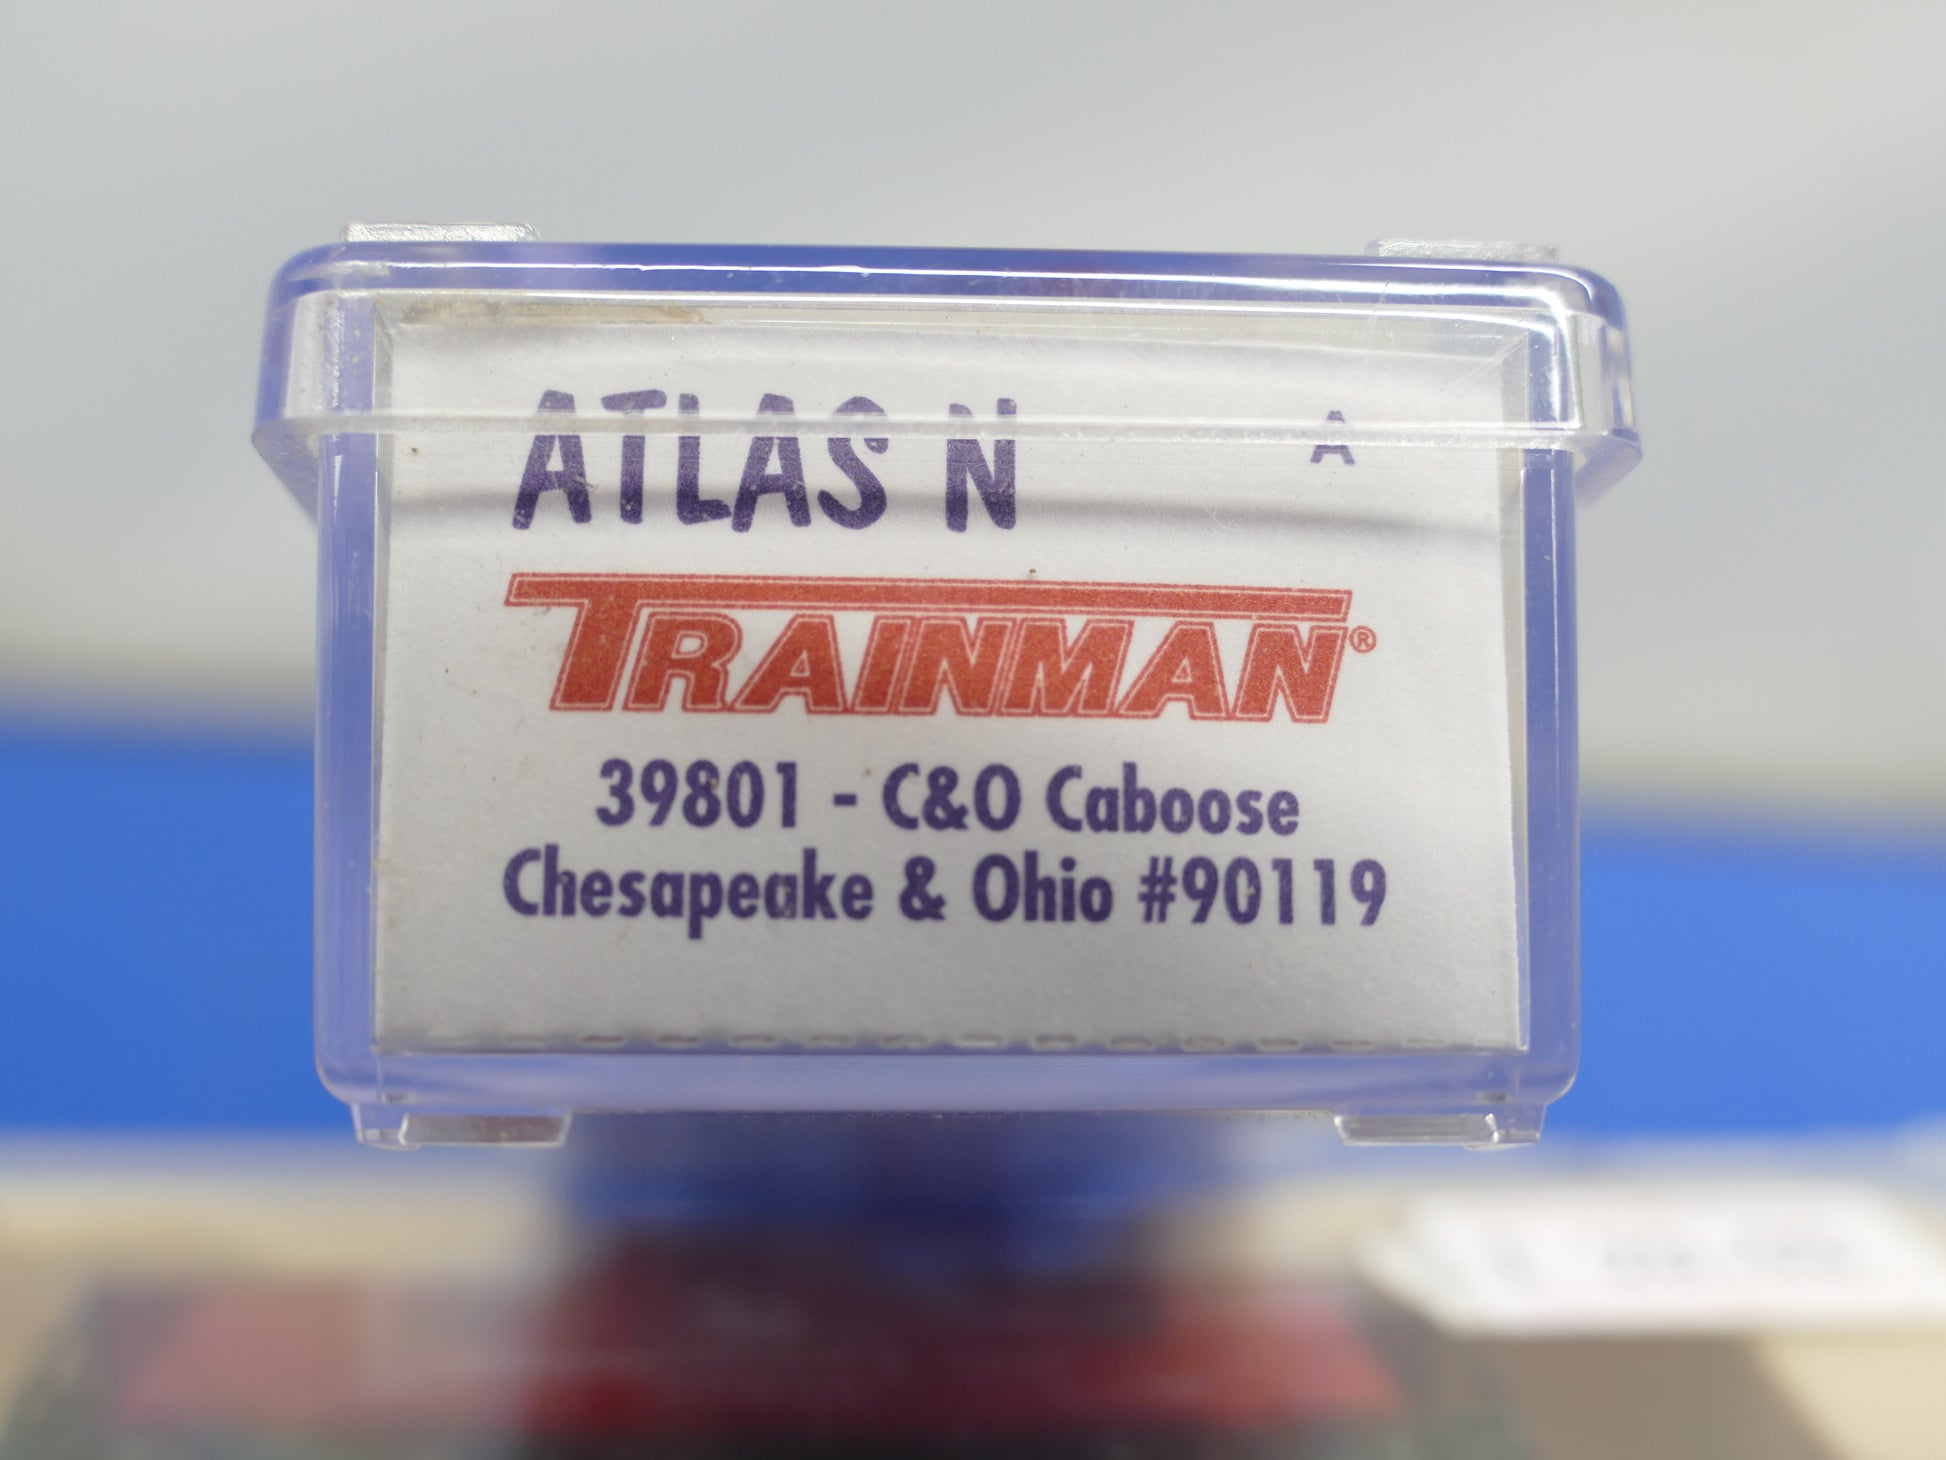 ATLAS N A
TRAINMAN®
39801 - C&O Caboose
Chesapeake & Ohio #90119